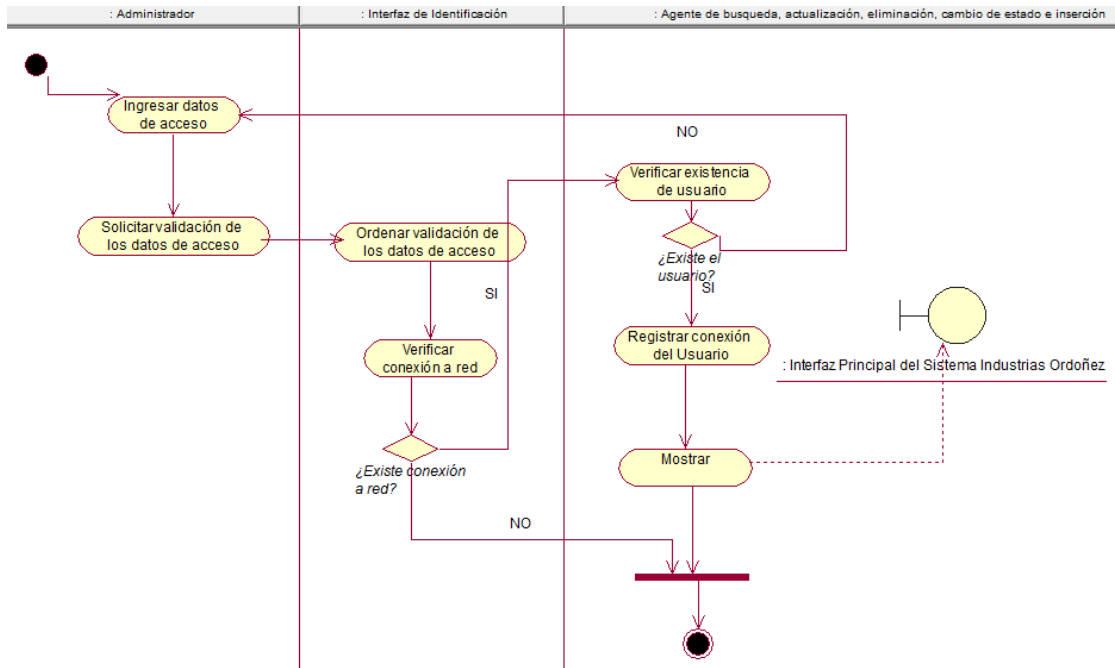 : Administrador
: Interfaz de Identificación
: Agente de busqueda, actualización, eliminación, cambio de estado e inserción
Ingresar datos
de acceso
NO
Verificar existencia
de usuario
Solicitar validación de
los datos de acceso
Ordenar validación de
los datos de acceso
¿Existe el
usuario?
SI
SI
Registrar conexión
del Usuario
Verificar
conexión a red
: Interfaz Principal del Sistema Industrias Ordoñez
Mostrar
¿Existe conexión
a red?
NO